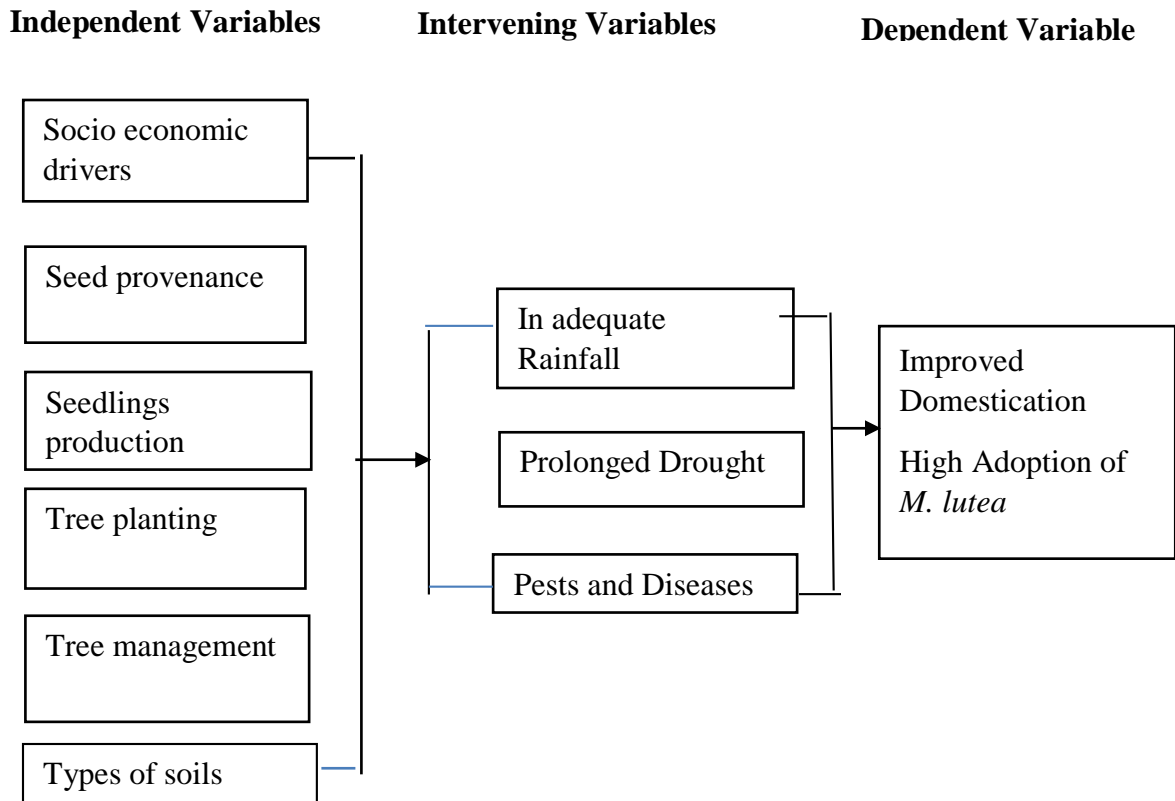 Independent Variables
Intervening Variables
Dependent Variable
Socio economic
drivers
Seed provenance
Seedlings
production
Tree planting
Tree management
Types of soils
In adequate
Rainfall
Prolonged Drought
Pests and Diseases
Improved
Domestication
High Adoption of
M. lutea